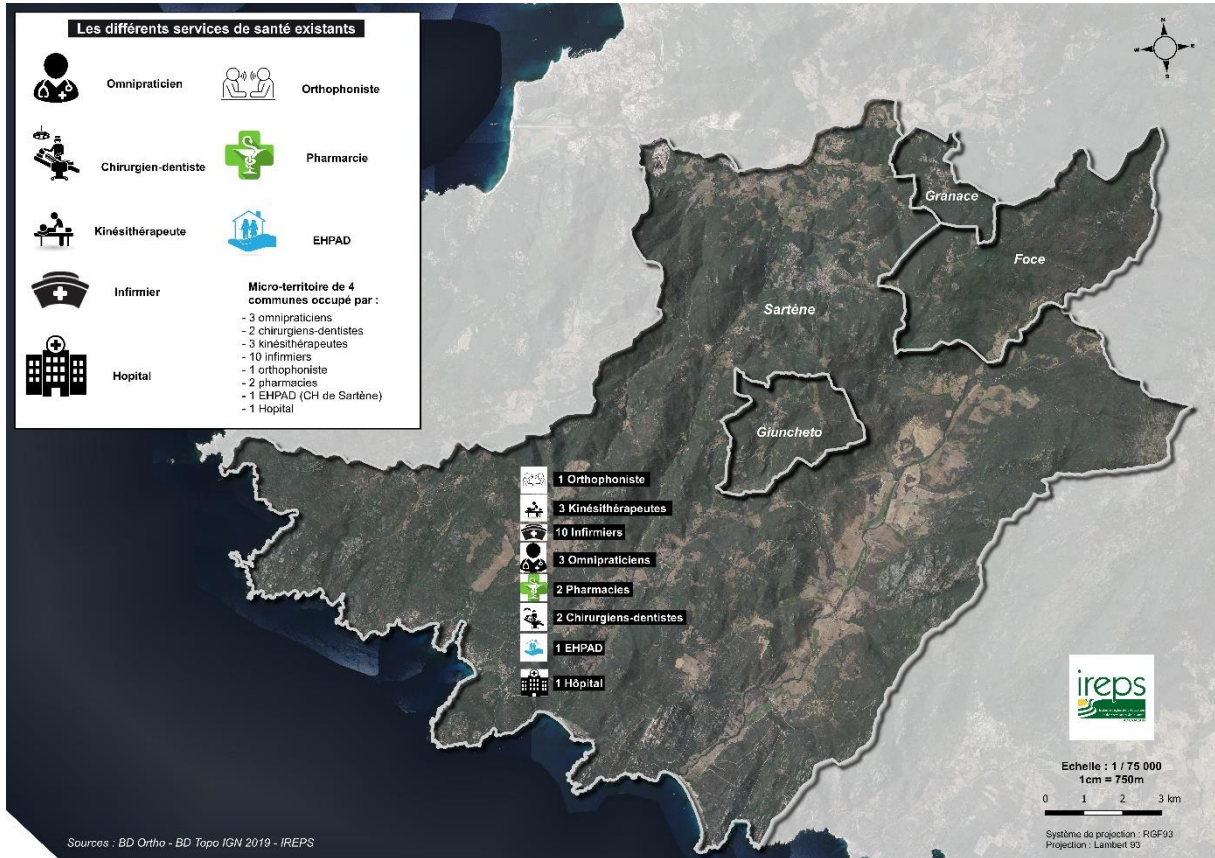 Les différents services de santé existants
Omnipraticien
Orthophoniste
Chirurgien-dentiste
Pharmarcie
Kinésithérapeute
EHPAD
Infirmier
Hopital
Micro-territoire de 4
communes occupé par :
- 3 omnipraticiens
- 2 chirurgiens-dentistes
- 3 kinésithérapeutes
- 10 infirmiers
- 1 orthophoniste
- 2 pharmacies
- 1 EHPAD (CH de Sartène)
- 1 Hopital
N
W
E
S
Granace
Foce
Sartène
Giuncheto
1 Orthophoniste
3 Kinésithérapeutes
10 Infirmiers
3 Omnipraticiens
2 Pharmacies
2 Chirurgiens-dentistes
1 EHPAD
1 Hôpital
ireps
Echelle : 1 / 75 000
1cm = 750m
0 1 2 3 km
Système de projection : RGF93
Projection : Lambert 93
Sources : BD Ortho - BD Topo IGN 2019 - IREPS